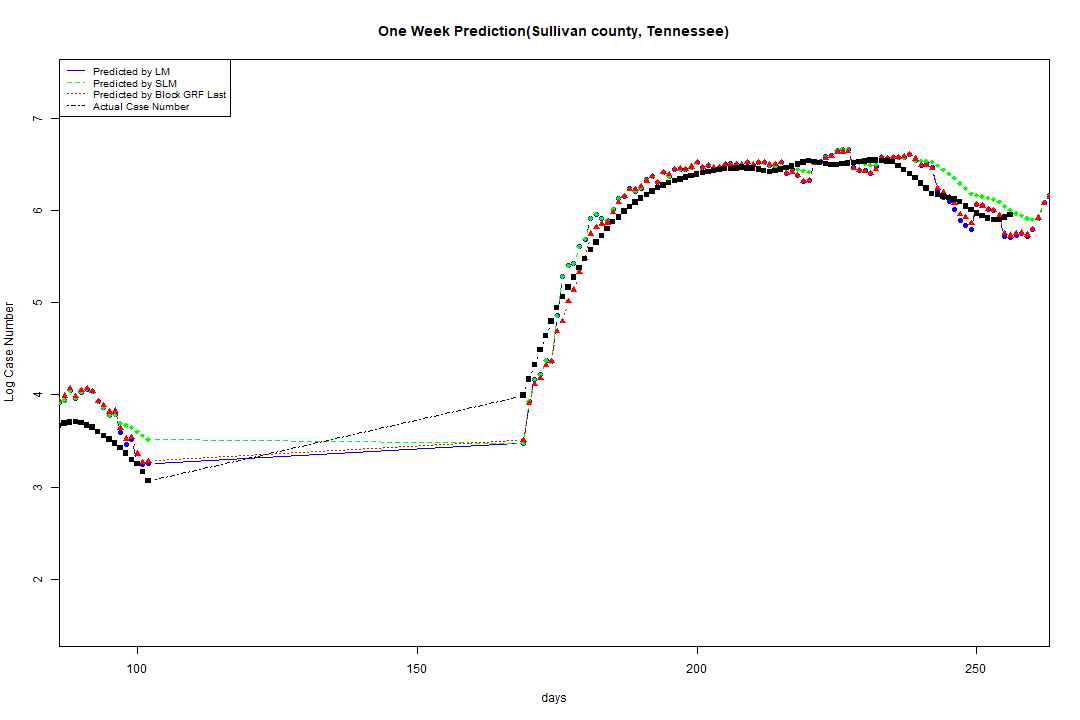 One Week Prediction(Sullivan county, Tennessee)
Predicted by LM
Predicted by SLM
Predicted by Block GRF Last
Actual Case Number
Log Case Number
7
6
5
4
3
2
100
150
200
250
days